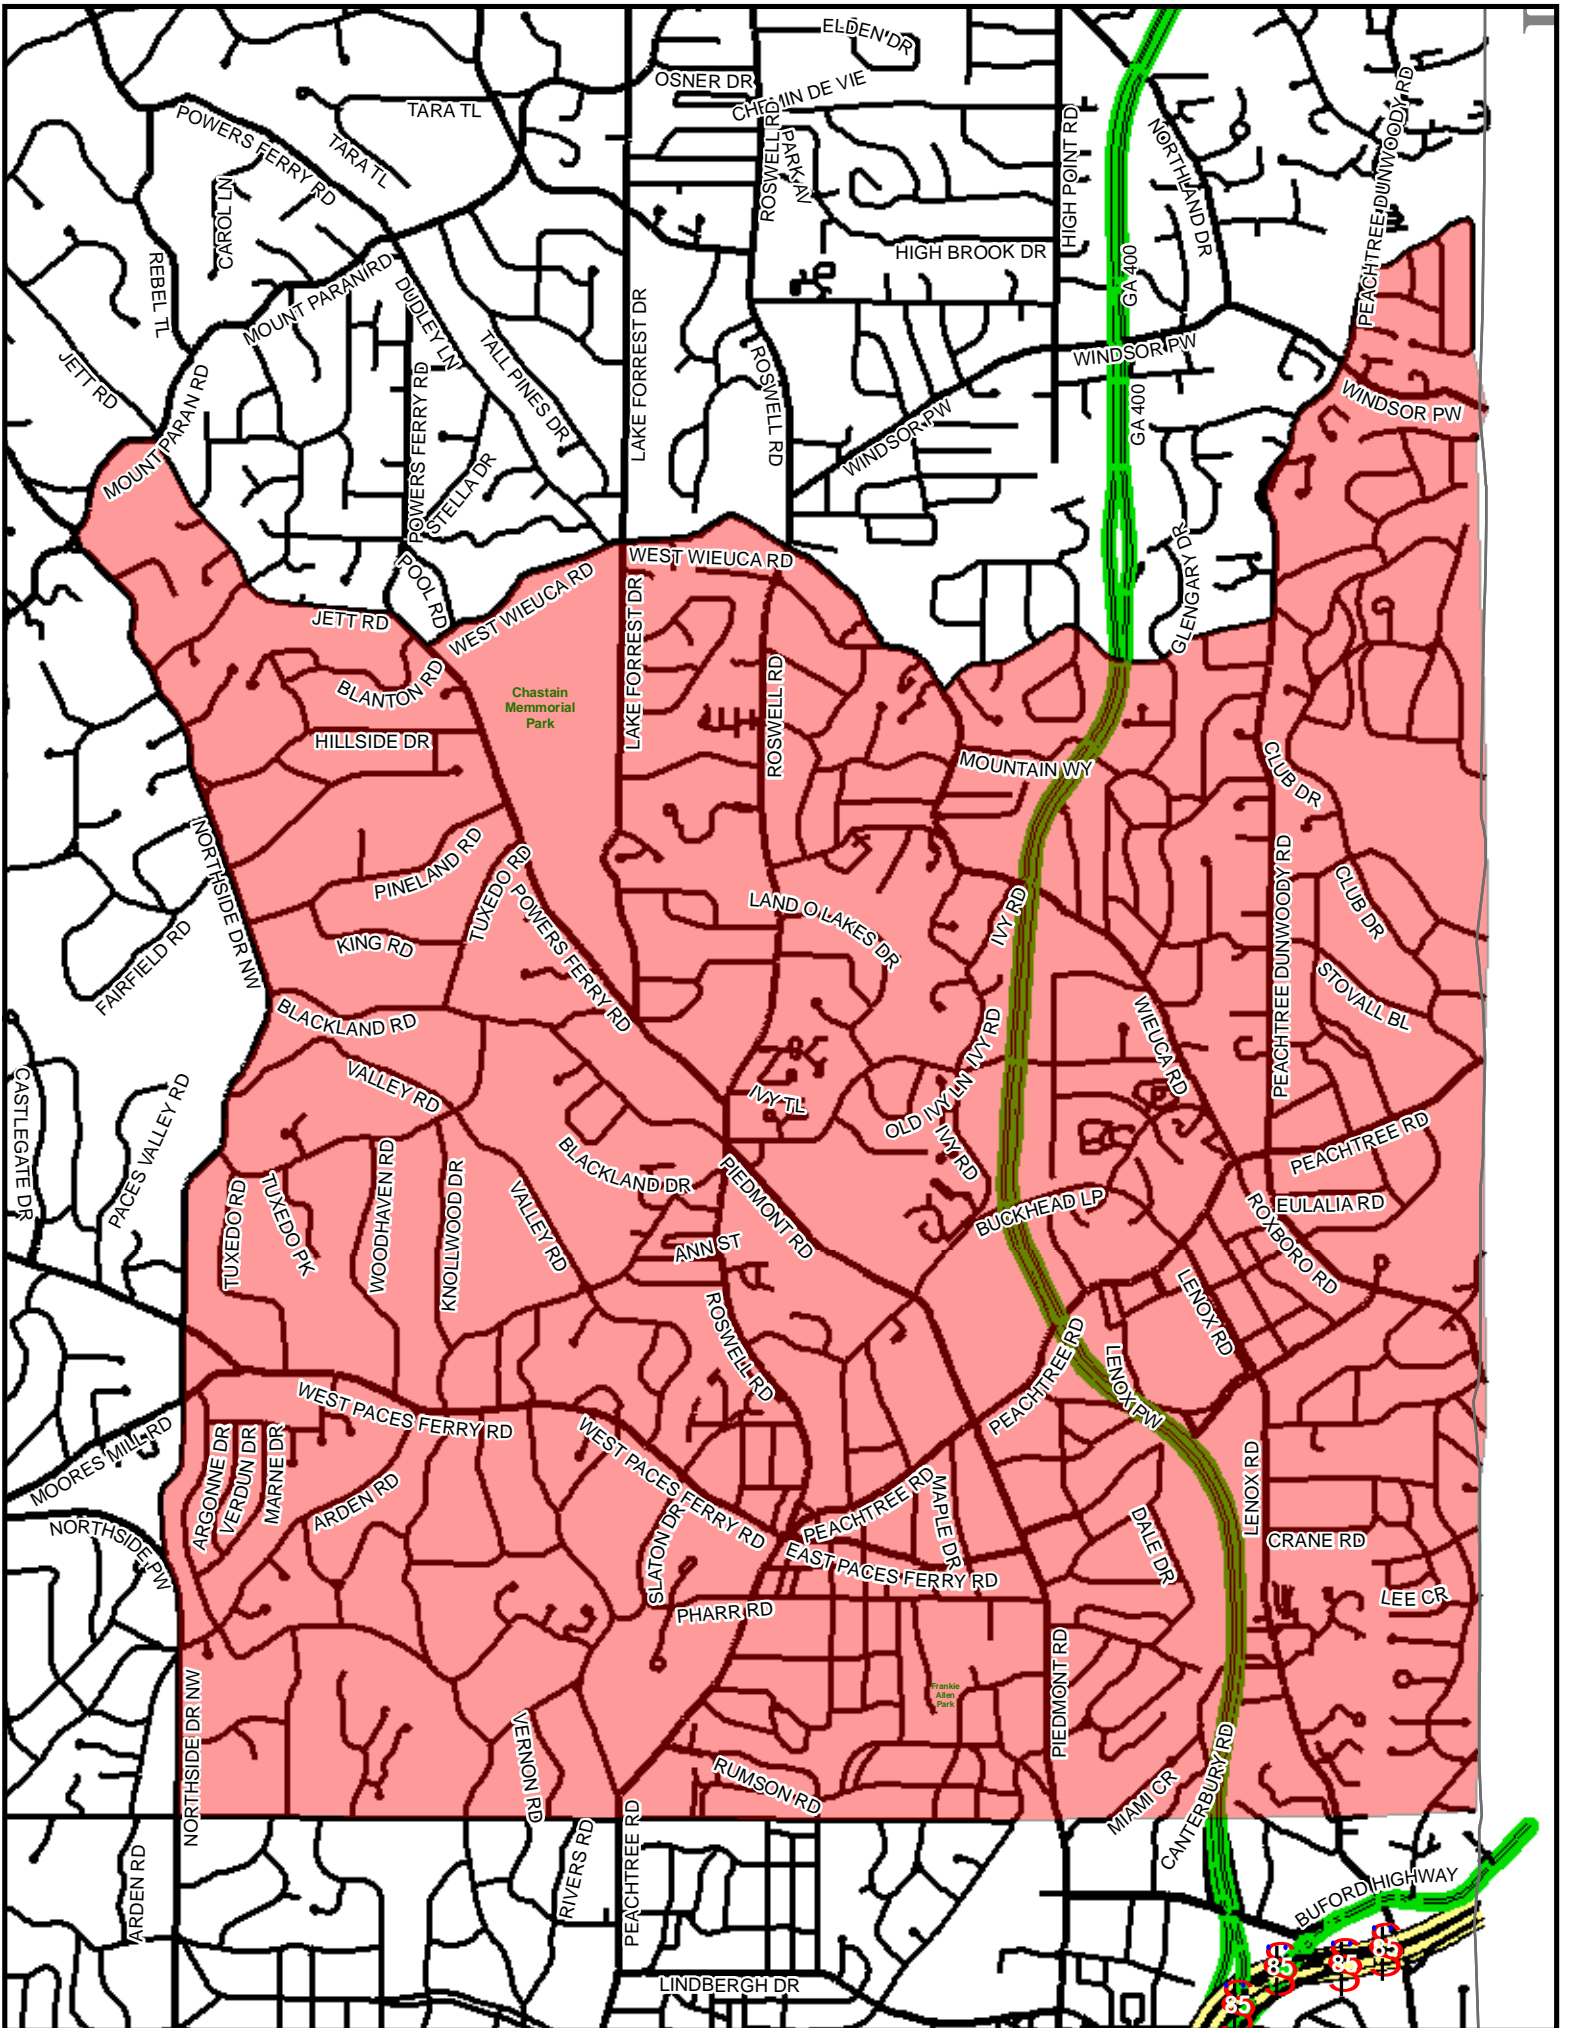 ELDEN DR
OSNER DR
CHEMIN DE VIE
TARA TL
POWERS FERRY RD
TARA TL
ROSWELL RD
PARK AV
HIGH POINT RD
NORTHLAND DR
PEACHTREE DUNWOODY RD
CAROL LN
HIGH BROOK DR
REBEL TL
MOUNT PARAN RD
DUDLEY LN
GA 400
TALL PINES DR
LAKE FORREST DR
WINDSOR PW
JETT RD
MOUNT PARAN RD
POWERS FERRY RD
ROSWELL RD
WINDSOR PW
GA 400
WINDSOR PW
STELLA DR
POOL RD
WEST WIEUCA RD
WEST WIEUCA RD
GLENGARY DR
JETT RD
LAKE FORREST DR
BLANTON RD
Chastain
Memmorial
Park
ROSWELL RD
HILLSIDE DR
MOUNTAIN WY
CLUB DR
NORTHSIDE DR NW
PINELAND RD
TUXEDO RD
POWERS FERRY RD
LAND O LAKES DR
IVY RD
PEACHTREE DUNWOODY RD
CLUB DR
KING RD
FAIRFIELD RD
STOVALL BL
BLACKLAND RD
IVY RD
WIEUCA RD
CASTLEGATE DR
PACES VALLEY RD
VALLEY RD
IVY TL
OLD IVY LN
IVY RD
PEACHTREE RD
BLACKLAND DR
PIEDMONT RD
TUXEDO RD
TUXEDO PK
WOODHAVEN RD
KNOLLWOOD DR
VALLEY RD
BUCKHEAD LP
EULALIA RD
ROXBORO RD
ANN ST
ROSWELL RD
LENOX RD
PEACHTREE RD
LENOX PW
WEST PACES FERRY RD
WEST PACES FERRY RD
MOORES MILL RD
ARGONNE DR
VERDUN DR
MARNE DR
ARDEN RD
SLATON DR
PEACHTREE RD
MAPLE DR
DALE DR
LENOX RD
CRANE RD
NORTHSIDE PW
EAST PACES FERRY RD
LEE CR
PHARR RD
PIEDMONT RD
Frankie
Allen
Park
NORTHSIDE DR NW
VERNON RD
RUMSON RD
MIAMI CR
CANTERBURY RD
ARDEN RD
RIVERS RD
PEACHTREE RD
BUFORD HIGHWAY
LINDBERGH DR
85
85
85
85